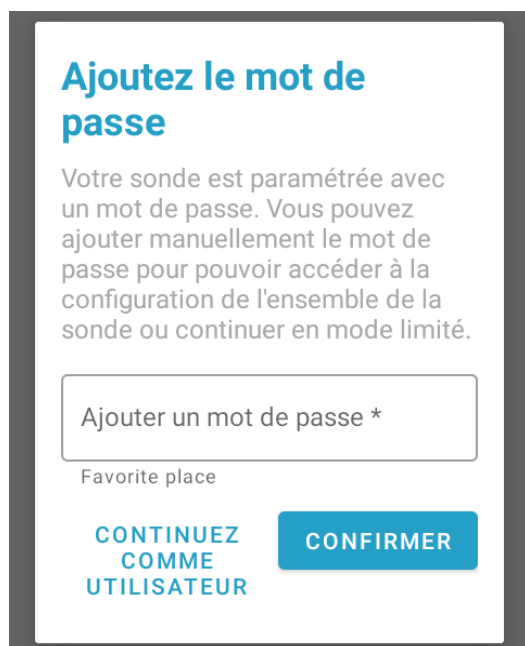 Ajoutez le mot de
passe
Votre sonde est paramétrée avec
un mot de passe. Vous pouvez
ajouter manuellement le mot de
passe pour pouvoir accéder à la
configuration de l'ensemble de la
sonde ou continuer en mode limité.
Ajouter un mot de passe *
Favorite place
CONTINUEZ
COMME
UTILISATEUR
CONFIRMER